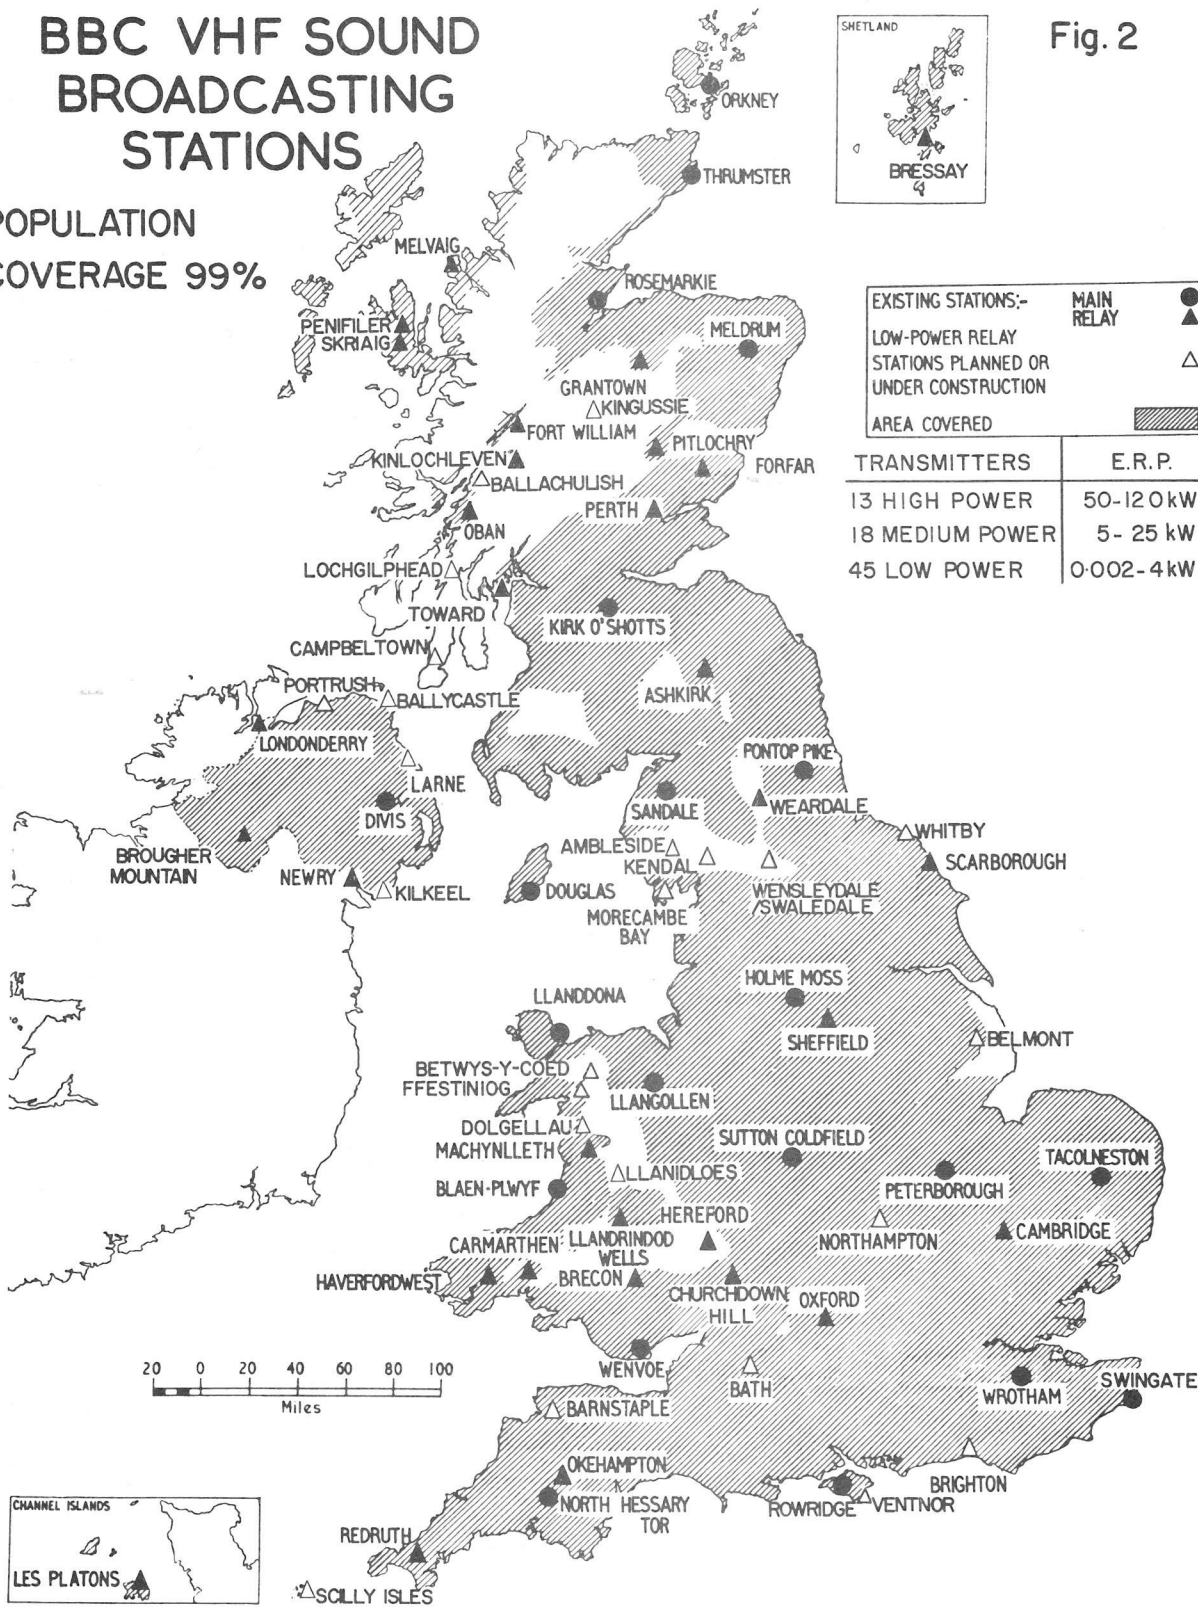 BBC VHF SOUND
BROADCASTING
STATIONS
POPULATION
COVERAGE 99%
Fig. 2
SHETLAND
BRESSAY
ORKNEY
THRUMSTER
MELVAIG
ROSEMARKIE
PENIFILER
SKRIAIG
MELDRUM
EXISTING STATIONS:- MAIN
RELAY
LOW-POWER RELAY
STATIONS PLANNED OR
UNDER CONSTRUCTION
AREA COVERED
TRANSMITTERS E.R.P.
13 HIGH POWER 50-120kW
18 MEDIUM POWER 5-25 kW
45 LOW POWER 0·002-4kW
GRANTOWN
KINGUSSIE
FORT WILLIAM
PITLOCHRY
KINLOCHLEVEN
FORFAR
BALLACHULISH
PERTH
OBAN
LOCHGILPHEAD
TOWARD
KIRK O'SHOTTS
CAMPBELTOWN
ASHKIRK
PORTRUSH
BALLYCASTLE
LONDONDERRY
PONTOP PIKE
LARNE
SANDALE
WEARDALE
DIVIS
WHITBY
AMBLESIDE
KENDAL
BROUGHER
MOUNTAIN
SCARBOROUGH
NEWRY
KILKEEL
DOUGLAS
WENSLEYDALE
/SWALEDALE
MORECAMBE
BAY
HOLME MOSS
LLANDDONA
SHEFFIELD
BELMONT
BETWYS-Y-COED
FFESTINIOG
LLANGOLLEN
DOLGELLAU
MACHYNLLETH
SUTTON COLDFIELD
TACOLNESTON
LLANIDLOES
BLAEN-PLWYF
PETERBOROUGH
HEREFORD
CAMBRIDGE
NORTHAMPTON
LLANDRINDOD
WELLS
CARMARTHEN
HAVERFORDWEST
BRECON
CHURCHDOWN
HILL
OXFORD
WENVOE
20 0 20 40 60 80 100
Miles
BATH
WROTHAM
SWINGATE
BARNSTAPLE
OKEHAMPTON
BRIGHTON
NORTH HESSARY
TOR
ROWRIDGE
VENTNOR
CHANNEL ISLANDS
REDRUTH
LES PLATONS
SCILLY ISLES